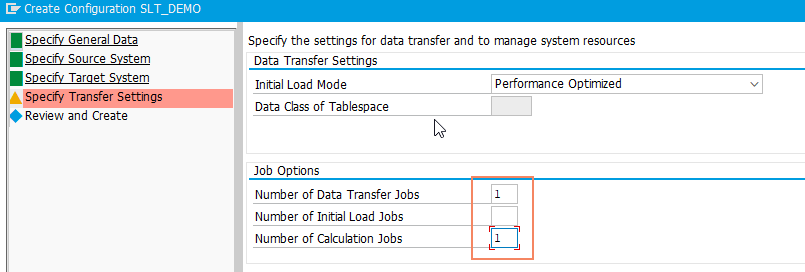 Create Configuration SLT_DEMO
Specify General Data
Specify Source System
Specify Target System
Specify Transfer Settings
Review and Create
Specify the settings for data transfer and to manage system resources
Data Transfer Settings
Initial Load Mode Performance Optimized
Data Class of Tablespace
Job Options
Number of Data Transfer Jobs 1
Number of Initial Load Jobs
Number of Calculation Jobs 1